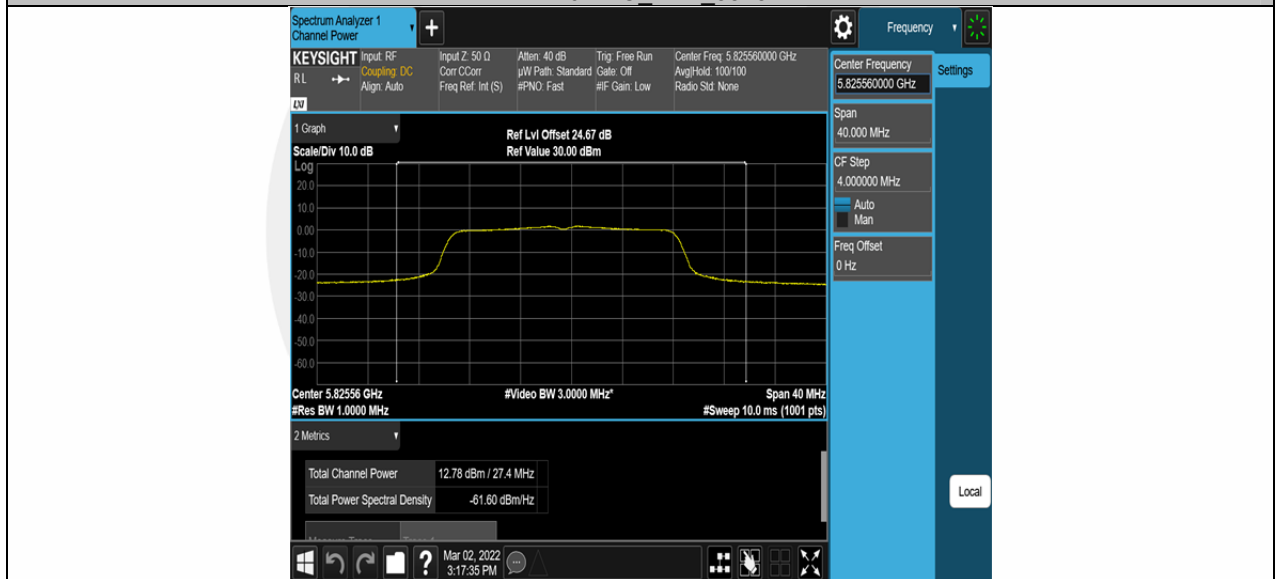 Spectrum Analyzer 1
Channel Power
+
Frequency
KEYSIGHT
Input: RF
Input Z: 50 Ω
Atten: 40 dB
Trig: Free Run
Center Freq: 5.825560000 GHz
RL
Coupling: DC
Corr CCorr
µW Path: Standard
Gate: Off
Avg|Hold: 100/100
Align: Auto
Freq Ref: Int (S)
#PNO: Fast
#IF Gain: Low
Radio Std: None
LXI
Center Frequency
5.825560000 GHz
Settings
Span
40.000 MHz
CF Step
4.000000 MHz
Auto
Man
Freq Offset
0 Hz
Local
1 Graph
Ref Lvl Offset 24.67 dB
Scale/Div 10.0 dB
Ref Value 30.00 dBm
Log
20.0
10.0
0.00
-10.0
-20.0
-30.0
-40.0
-50.0
-60.0
Center 5.82556 GHz
#Video BW 3.0000 MHz*
Span 40 MHz
#Res BW 1.0000 MHz
#Sweep 10.0 ms (1001 pts)
2 Metrics
Total Channel Power
12.78 dBm / 27.4 MHz
Total Power Spectral Density
-61.60 dBm/Hz
?
Mar 02, 2022
3:17:35 PM